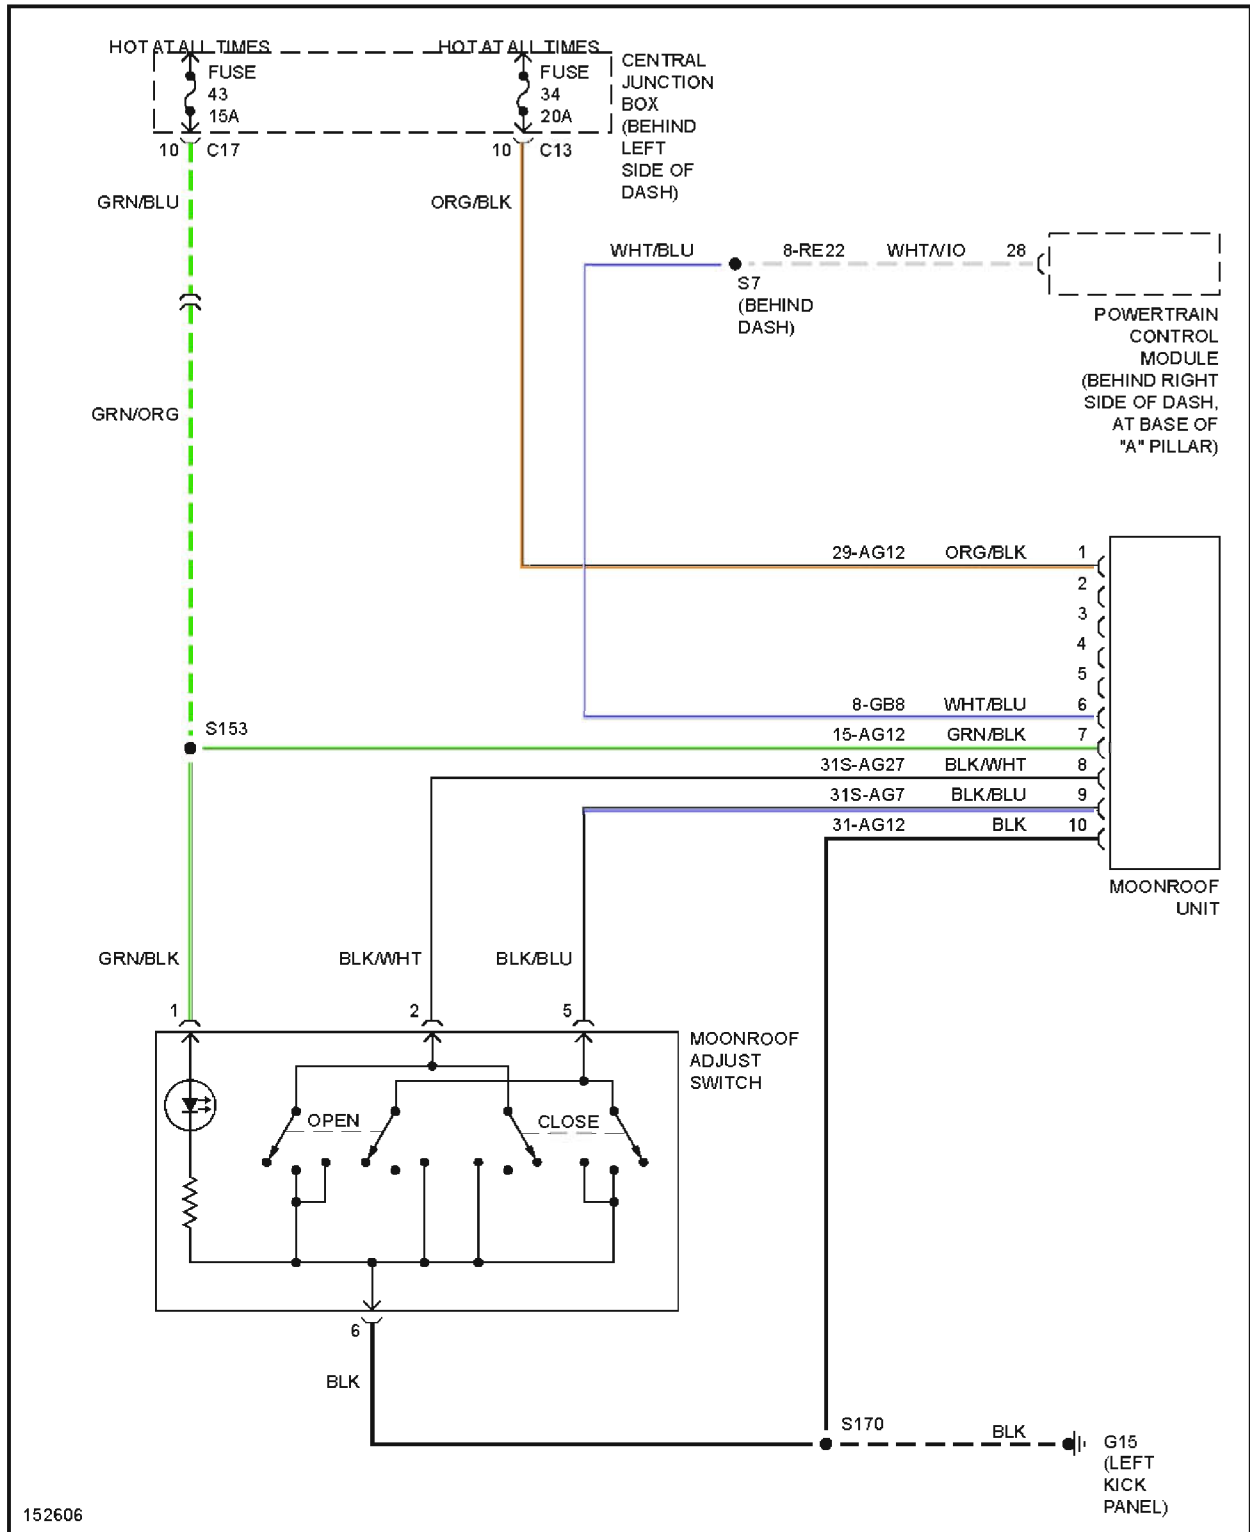 HOT AT ALL TIMES
HOT AT ALL TIMES
FUSE
43
15A
FUSE
34
20A
CENTRAL
JUNCTION
BOX
(BEHIND
LEFT
SIDE OF
DASH)
10
C17
10
C13
GRN/BLU
ORG/BLK
WHT/BLU
8-RE22
WHT/VIO
28
S7
(BEHIND
DASH)
POWERTRAIN
CONTROL
MODULE
(BEHIND RIGHT
SIDE OF DASH,
AT BASE OF
"A" PILLAR)
GRN/ORG
29-AG12 ORG/BLK 1
2
3
4
5
8-GB8 WHT/BLU 6
S153
15-AG12 GRN/BLK 7
31S-AG27 BLK/WHT 8
31S-AG7 BLK/BLU 9
31-AG12 BLK 10
MOONROOF
UNIT
GRN/BLK
BLK/WHT
BLK/BLU
1
2
5
MOONROOF
ADJUST
SWITCH
OPEN
CLOSE
6
BLK
S170
BLK
G15
(LEFT
KICK
PANEL)
152606